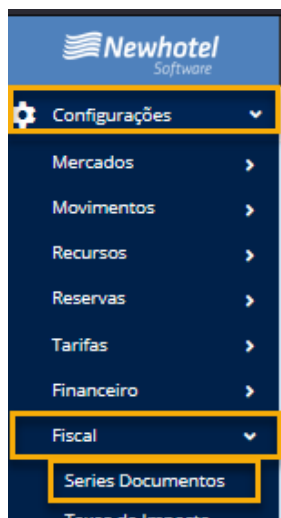 Newhotel
Software
Configurações
Mercados
Movimentos
Recursos
Reservas
Tarifas
Financeiro
Fiscal
Series Documentos